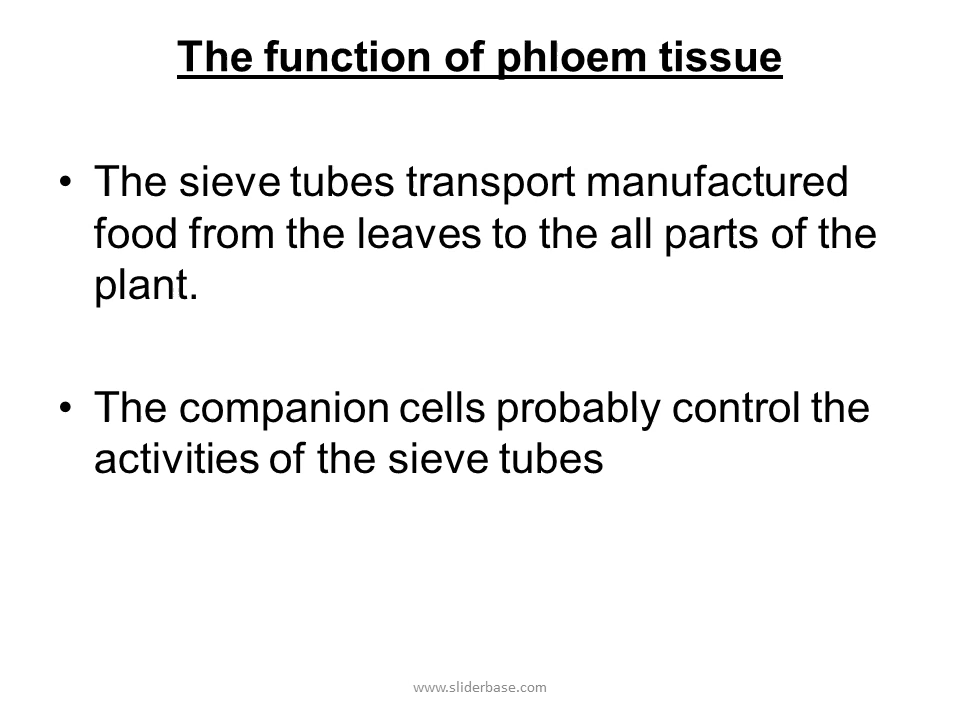 The function of phloem tissue
• The sieve tubes transport manufactured
food from the leaves to the all parts of the
plant.
• The companion cells probably control the
activities of the sieve tubes
www.sliderbase.com